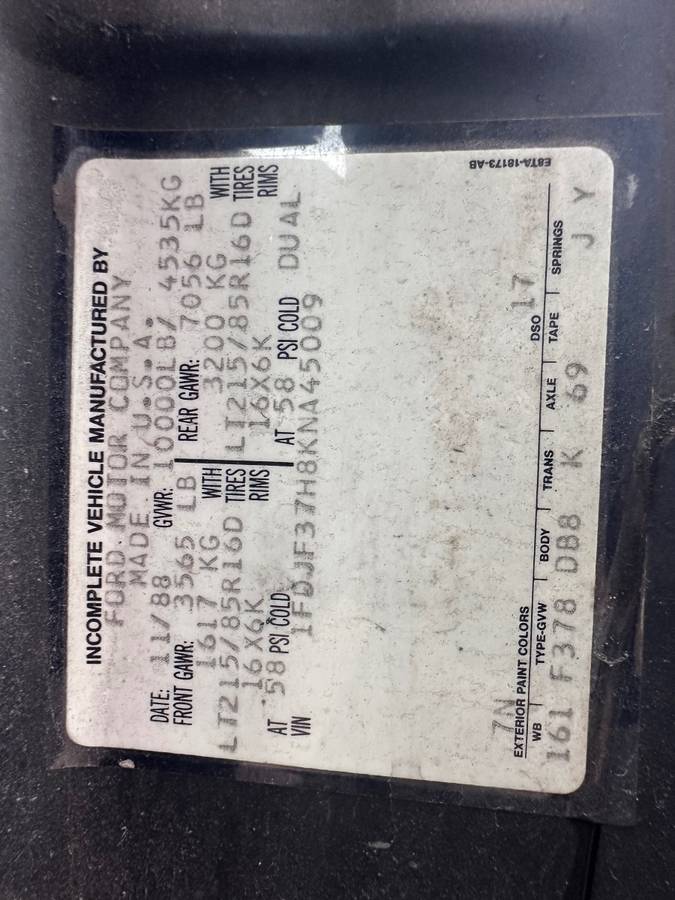 INCOMPLETE VEHICLE MANUFACTURED BY
FORD MOTOR COMPANY
MADE IN U.S.A.
DATE: 11/88 GVWR: 10000LB/ 4535KG
FRONT GAWR: 3565 LB REAR GAWR: 7056 LB
1617 KG WITH 3200 KG WITH
LT215/85R16D TIRES LT215/85R16D TIRES
16X6K RIMS 16X6K RIMS
AT 58 PSI COLD AT 58 PSI COLD DUAL
VIN 1FDJF37H8KNA45009
7N
EXTERIOR PAINT COLORS DSO 17
WB TYPE-GVW BODY TRANS AXLE TAPE SPRINGS
161 F378 DB8 K 69 J Y
E8TA-18173-AB